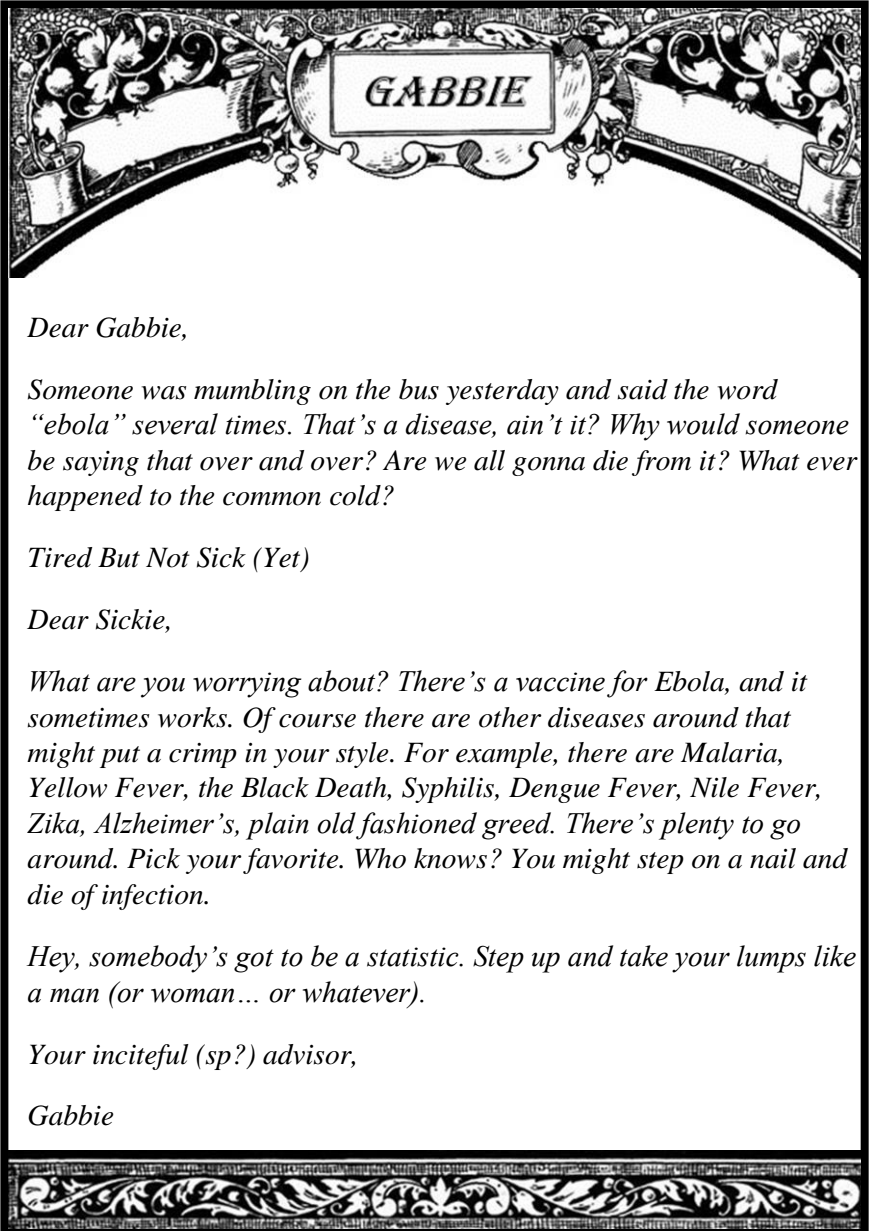 GABBIE
Dear Gabbie,
Someone was mumbling on the bus yesterday and said the word
“ebola” several times. That’s a disease, ain’t it? Why would someone
be saying that over and over? Are we all gonna die from it? What ever
happened to the common cold?
Tired But Not Sick (Yet)
Dear Sickie,
What are you worrying about? There’s a vaccine for Ebola, and it
sometimes works. Of course there are other diseases around that
might put a crimp in your style. For example, there are Malaria,
Yellow Fever, the Black Death, Syphilis, Dengue Fever, Nile Fever,
Zika, Alzheimer’s, plain old fashioned greed. There’s plenty to go
around. Pick your favorite. Who knows? You might step on a nail and
die of infection.
Hey, somebody’s got to be a statistic. Step up and take your lumps like
a man (or woman… or whatever).
Your inciteful (sp?) advisor,
Gabbie